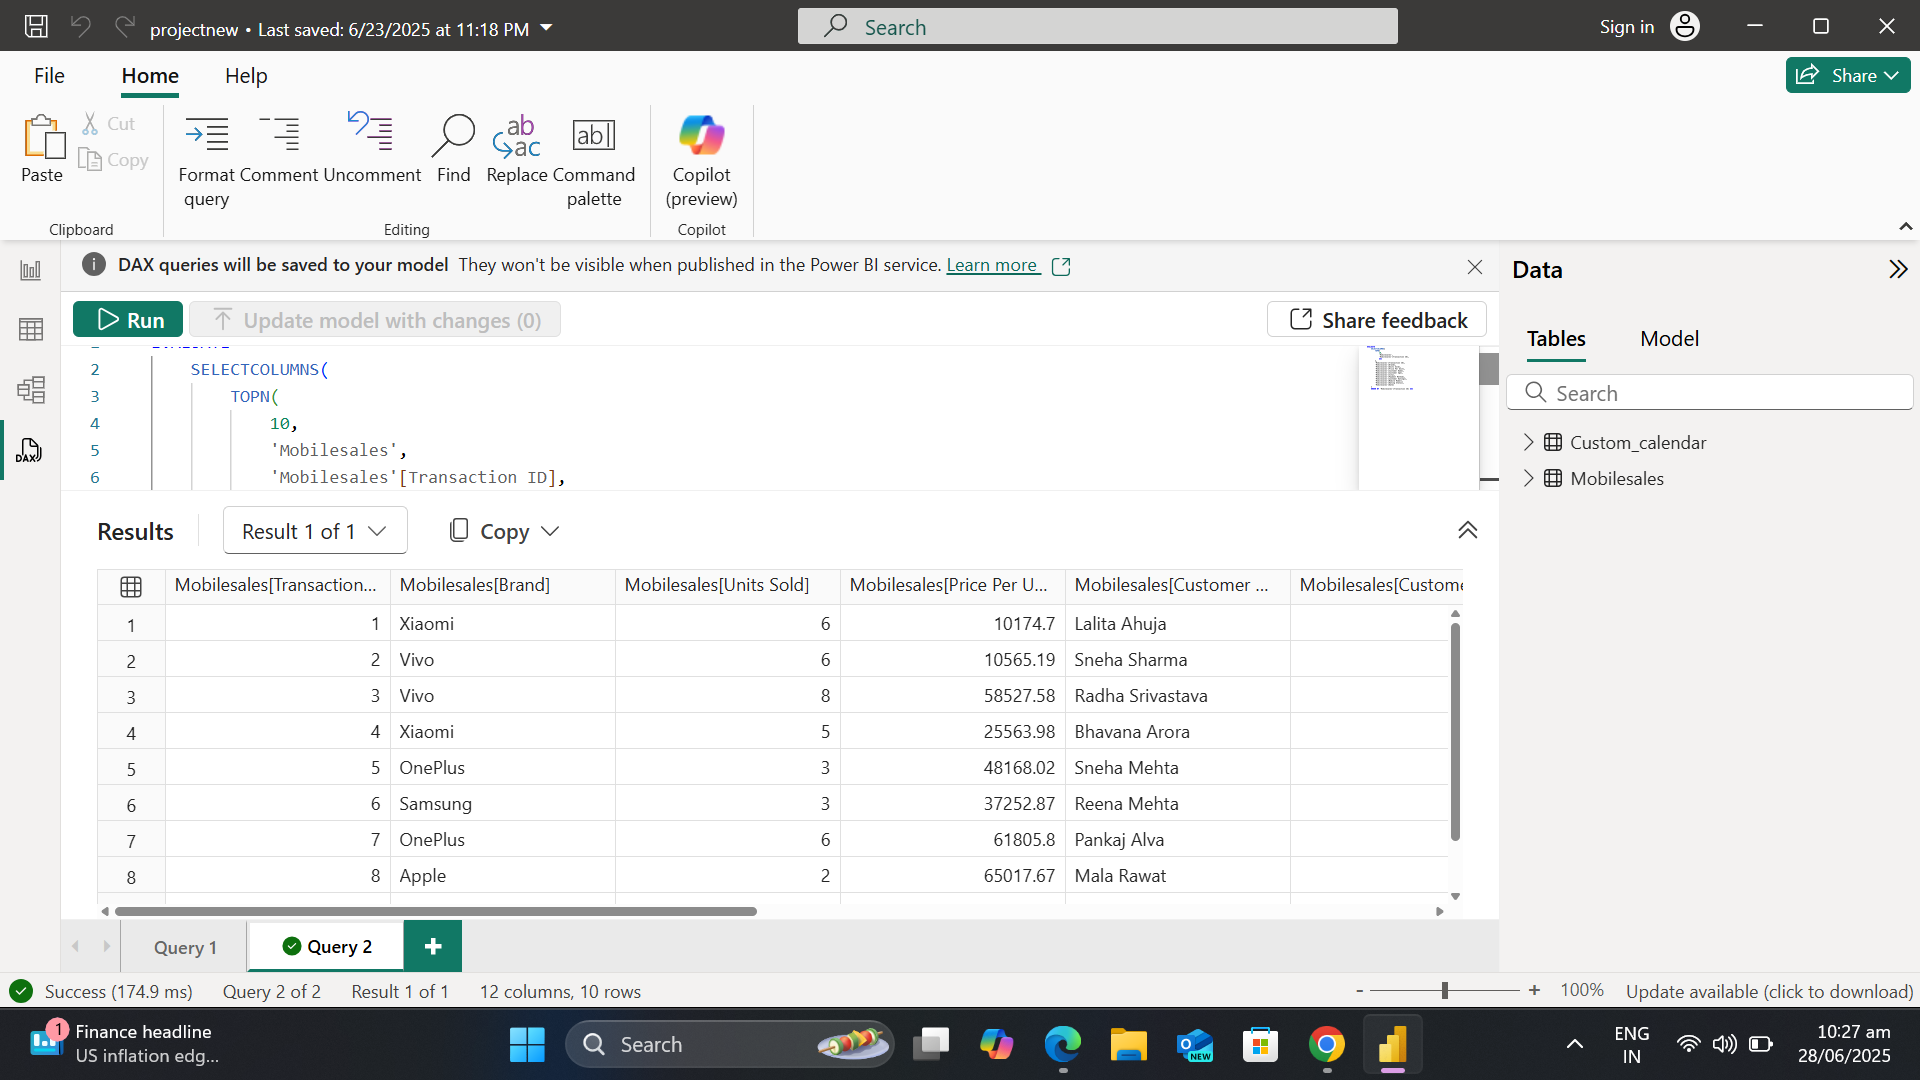 projectnew • Last saved: 6/23/2025 at 11:18 PM
Search
Sign in
File Home Help
Share
Paste
Cut
Copy
Clipboard
Format query
Comment
Uncomment
Find
Replace
Command palette
Editing
Copilot (preview)
Copilot
DAX queries will be saved to your model They won't be visible when published in the Power BI service. Learn more
Run
Update model with changes (0)
Share feedback
2 SELECTCOLUMNS(
3 TOPN(
4 10,
5 'Mobilesales',
6 'Mobilesales'[Transaction ID],
DAX
Results
Result 1 of 1
Copy
Mobilesales[Transaction... Mobilesales[Brand] Mobilesales[Units Sold] Mobilesales[Price Per U... Mobilesales[Customer ... Mobilesales[Custome
1 1 Xiaomi 6 10174.7 Lalita Ahuja
2 2 Vivo 6 10565.19 Sneha Sharma
3 3 Vivo 8 58527.58 Radha Srivastava
4 4 Xiaomi 5 25563.98 Bhavana Arora
5 5 OnePlus 3 48168.02 Sneha Mehta
6 6 Samsung 3 37252.87 Reena Mehta
7 7 OnePlus 6 61805.8 Pankaj Alva
8 8 Apple 2 65017.67 Mala Rawat
Query 1
Query 2
Data
Tables Model
Search
Custom_calendar
Mobilesales
Success (174.9 ms) Query 2 of 2 Result 1 of 1 12 columns, 10 rows
- + 100% Update available (click to download)
1
Finance headline
US inflation edg...
Search
NEW
ENG
IN
10:27 am
28/06/2025